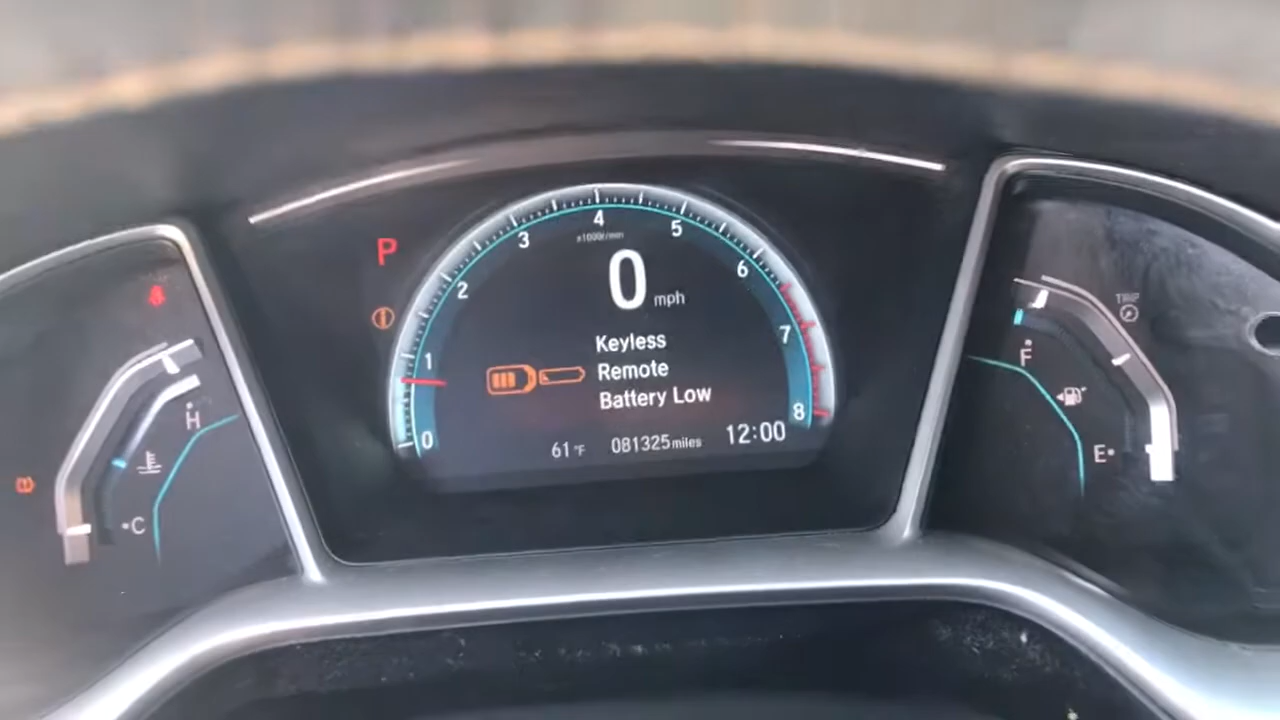 P
0
mph
x1000r/min
0
1
2
3
4
5
6
7
8
Keyless
Remote
Battery Low
61°F
081325 miles
12:00
H
C
TRIP
F
E